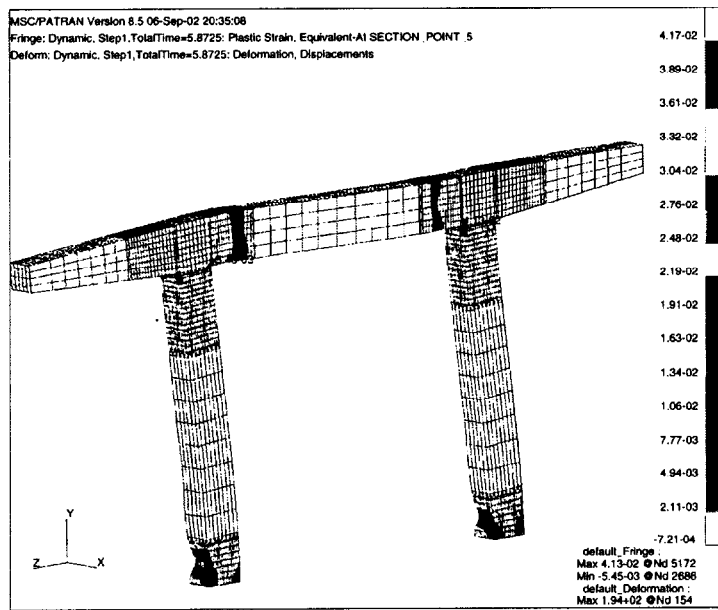 MSC/PATRAN Version 8.5 06-Sep-02 20:35:08
Fringe: Dynamic, Step1,TotalTime=5.8725: Plastic Strain, Equivalent-At SECTION_POINT_5
Deform: Dynamic, Step1,TotalTime=5.8725: Deformation, Displacements
4.17-02
3.89-02
3.61-02
3.32-02
3.04-02
2.76-02
2.48-02
2.19-02
1.91-02
1.63-02
1.34-02
1.06-02
7.77-03
4.94-03
2.11-03
-7.21-04
Y
Z
X
default_Fringe :
Max 4.13-02 @Nd 5172
Min -5.45-03 @Nd 2686
default_Deformation :
Max 1.94+02 @Nd 154